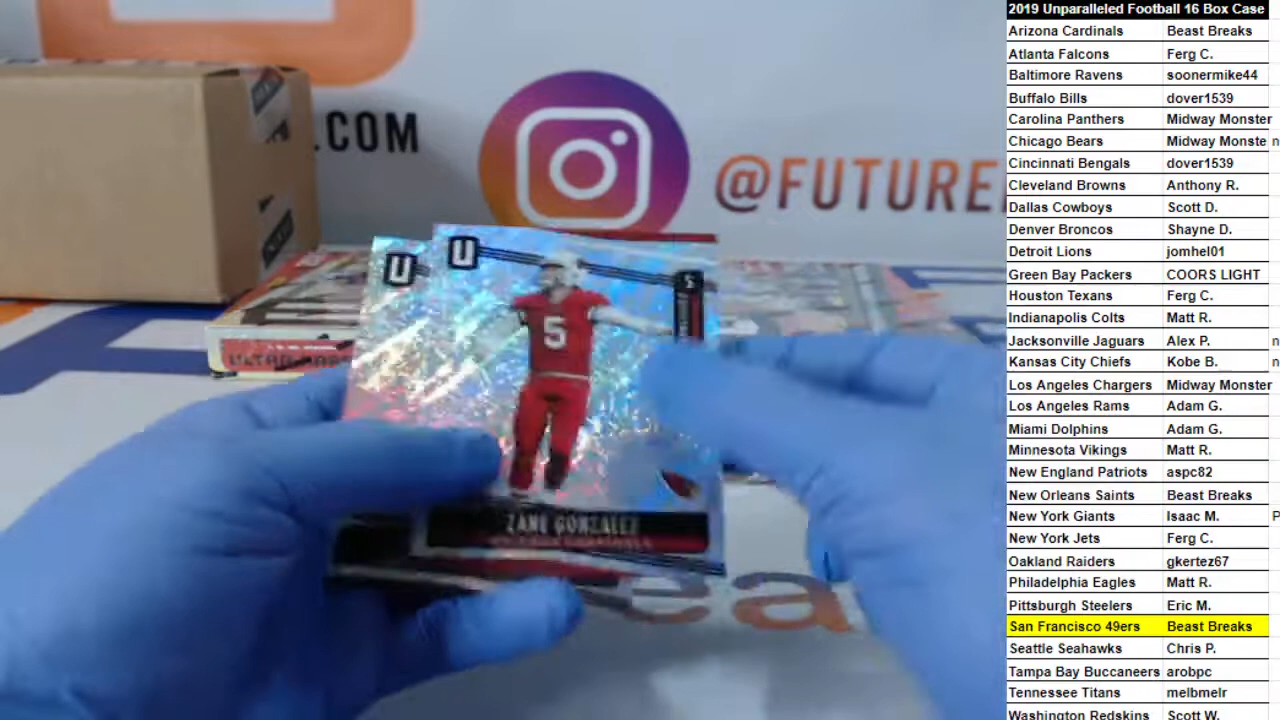 .COM
@FUTURE
U
U
5
ZANE GONZALEZ
ULTRA
ea
2019 Unparalleled Football 16 Box Case
Arizona Cardinals Beast Breaks
Atlanta Falcons Ferg C.
Baltimore Ravens soonermike44
Buffalo Bills dover1539
Carolina Panthers Midway Monster
Chicago Bears Midway Monste n
Cincinnati Bengals dover1539
Cleveland Browns Anthony R.
Dallas Cowboys Scott D.
Denver Broncos Shayne D.
Detroit Lions jomhel01
Green Bay Packers COORS LIGHT
Houston Texans Ferg C.
Indianapolis Colts Matt R.
Jacksonville Jaguars Alex P. n
Kansas City Chiefs Kobe B. n
Los Angeles Chargers Midway Monster
Los Angeles Rams Adam G.
Miami Dolphins Adam G.
Minnesota Vikings Matt R.
New England Patriots aspc82
New Orleans Saints Beast Breaks
New York Giants Isaac M. P
New York Jets Ferg C.
Oakland Raiders gkertez67
Philadelphia Eagles Matt R.
Pittsburgh Steelers Eric M.
San Francisco 49ers Beast Breaks
Seattle Seahawks Chris P.
Tampa Bay Buccaneers arobpc
Tennessee Titans melbmelr
Washington Redskins Scott W.